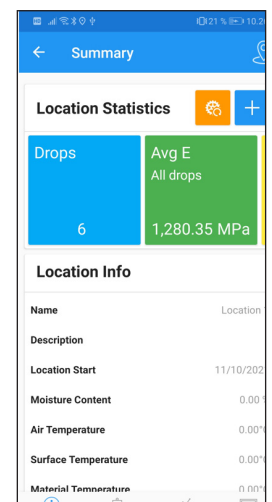 21 % 10.2
Summary
Location Statistics
Drops
Avg E
All drops
6
1,280.35 MPa
Location Info
Name Location
Description
Location Start 11/10/202
Moisture Content 0.00
Air Temperature 0.00°
Surface Temperature 0.00°
Material Temperature 0.00°